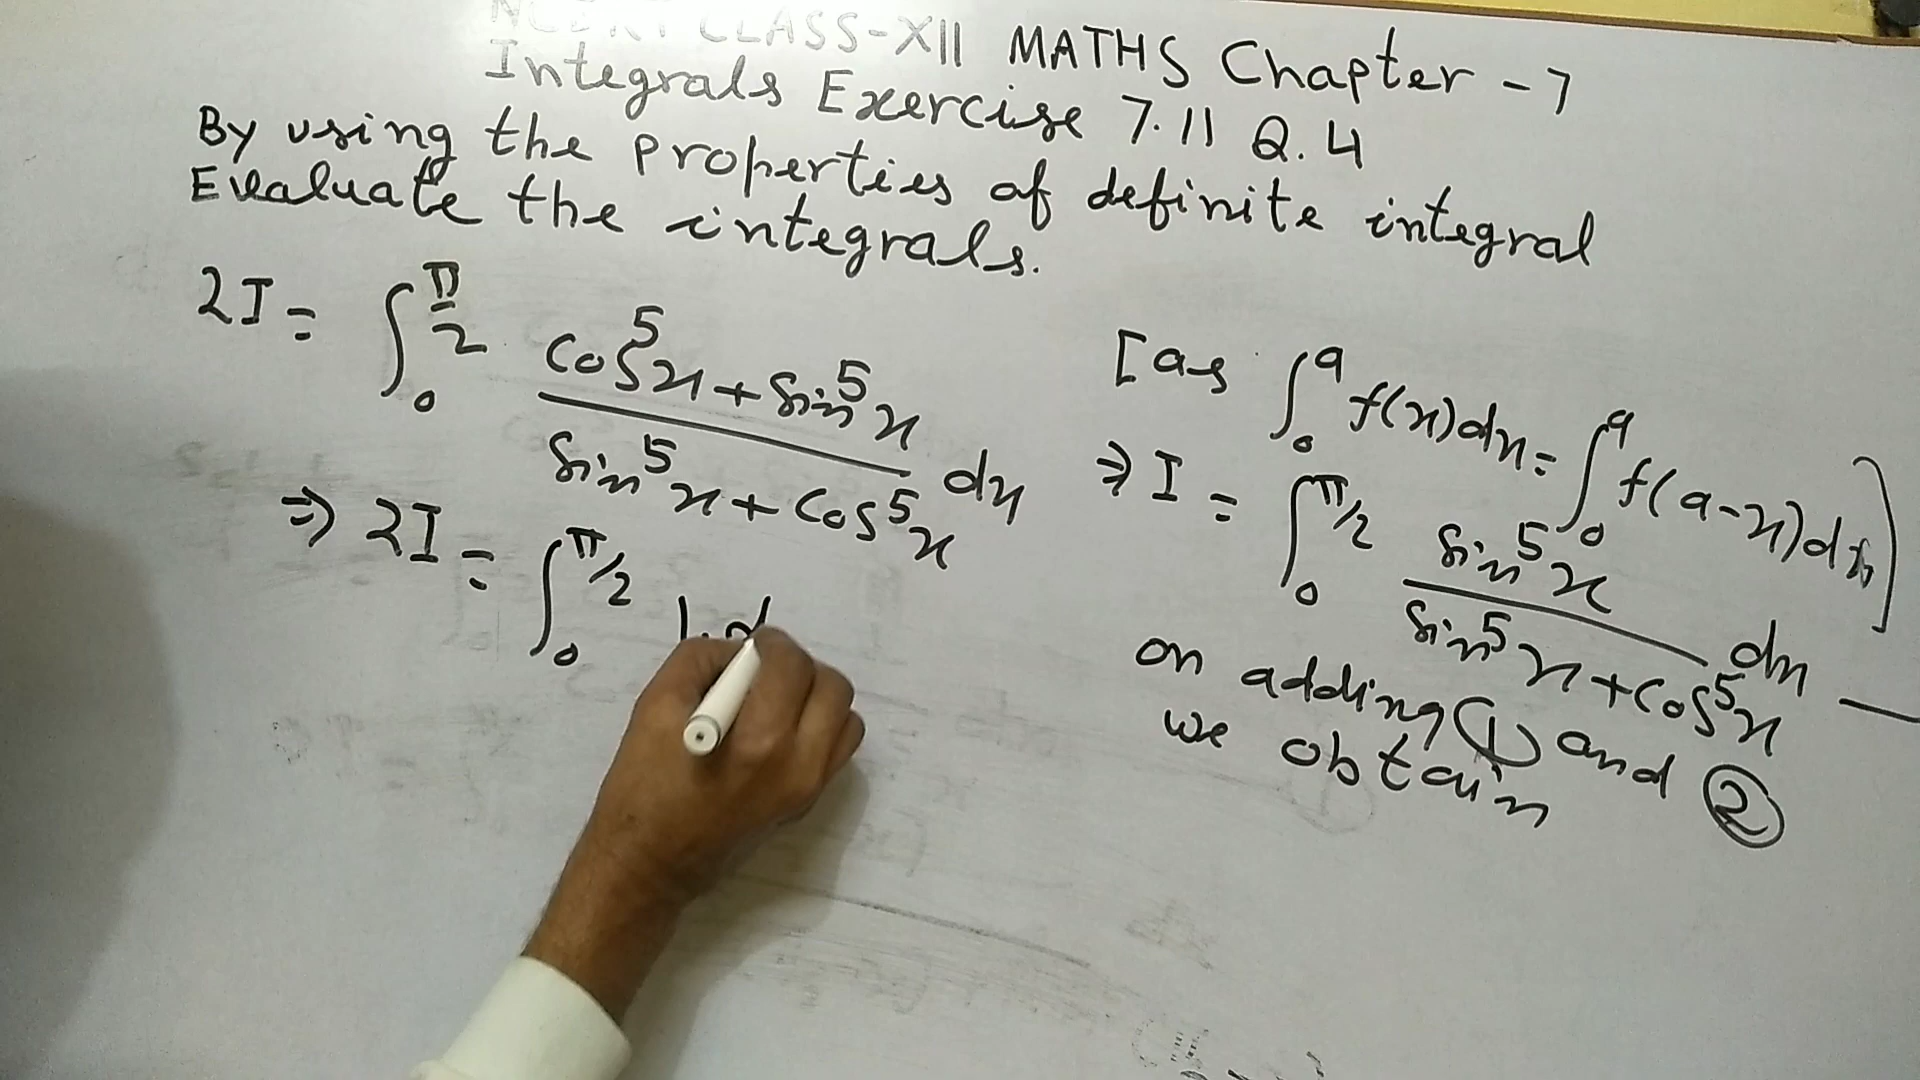 CLASS-XII MATHS Chapter - 7
Integrals Exercise 7.11 Q.4
By using the properties of definite integral
Evaluate the integrals.
2I = ∫₀^{π/2} (cos⁵x + sin⁵x)/(sin⁵x + cos⁵x) dx
⇒ 2I = ∫₀^{π/2} 1.d
[as ∫₀^a f(x)dx = ∫₀^a f(a-x)dx]
⇒ I = ∫₀^{π/2} sin⁵x/(sin⁵x + cos⁵x) dx —
on adding ① and ②
we obtain